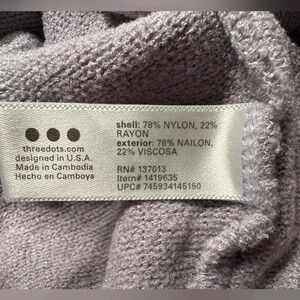 threedots.com
designed in U.S.A.
Made in Cambodia
Hecho en Camboya
shell: 78% NYLON, 22%
RAYON
exterior: 78% NAILON,
22% VISCOSA
RN# 137013
Item# 1419635
UPC# 745934145150